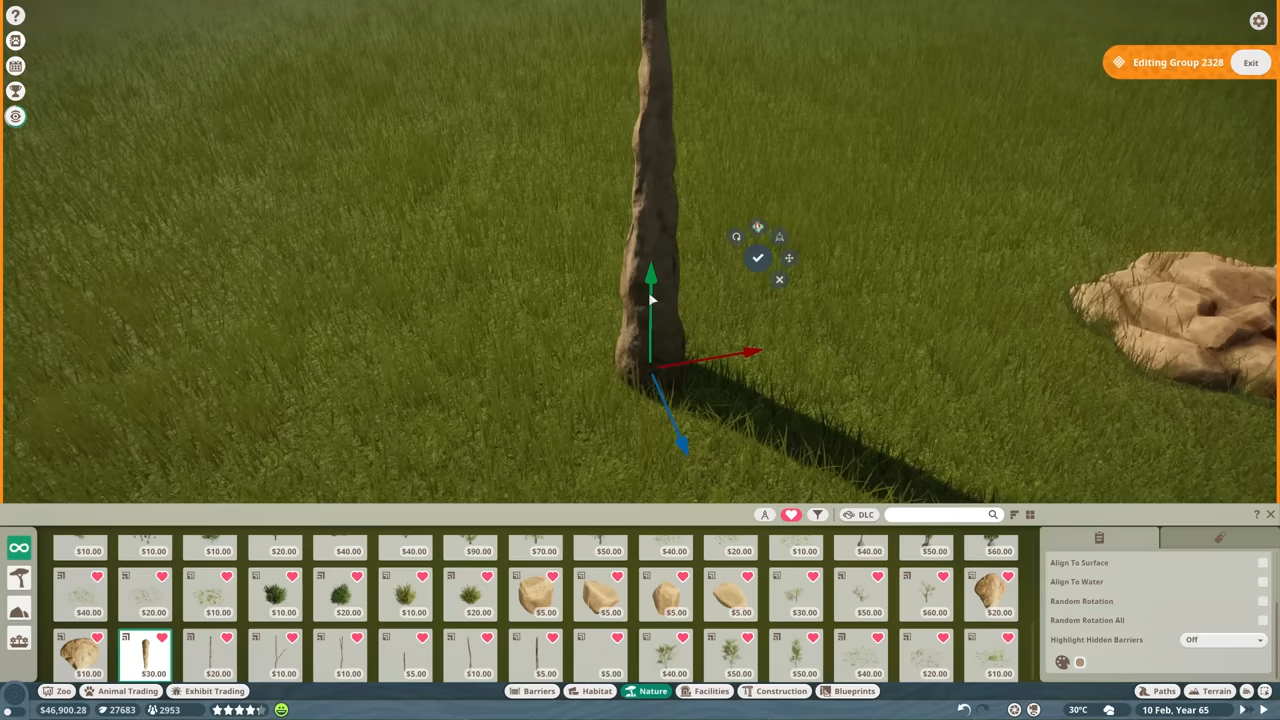 Editing Group 2328
Exit
DLC
$10.00 $10.00 $10.00 $20.00 $40.00 $40.00 $90.00 $70.00 $50.00 $40.00 $20.00 $10.00 $40.00 $50.00 $60.00
$40.00 $20.00 $10.00 $10.00 $20.00 $10.00 $10.00 $5.00 $5.00 $5.00 $5.00 $30.00 $50.00 $60.00 $20.00
$10.00 $30.00 $20.00 $10.00 $10.00 $5.00 $10.00 $5.00 $5.00 $40.00 $50.00 $50.00 $20.00 $20.00 $10.00
Align To Surface
Align To Water
Random Rotation
Random Rotation All
Highlight Hidden Barriers Off
Zoo Animal Trading Exhibit Trading Barriers Habitat Nature Facilities Construction Blueprints Paths Terrain
$46,900.28 27683 2953 30°C 10 Feb, Year 65